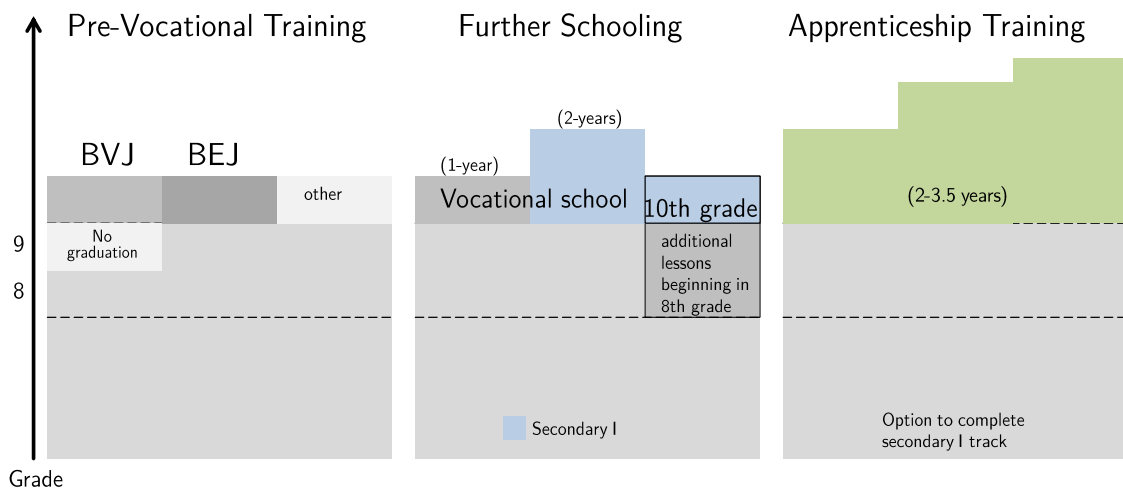 Pre-Vocational Training
Further Schooling
Apprenticeship Training
BVJ
BEJ
other
No
graduation
9
8
Grade
(1-year)
(2-years)
Vocational school
10th grade
additional
lessons
beginning in
8th grade
Secondary I
(2-3.5 years)
Option to complete
secondary I track